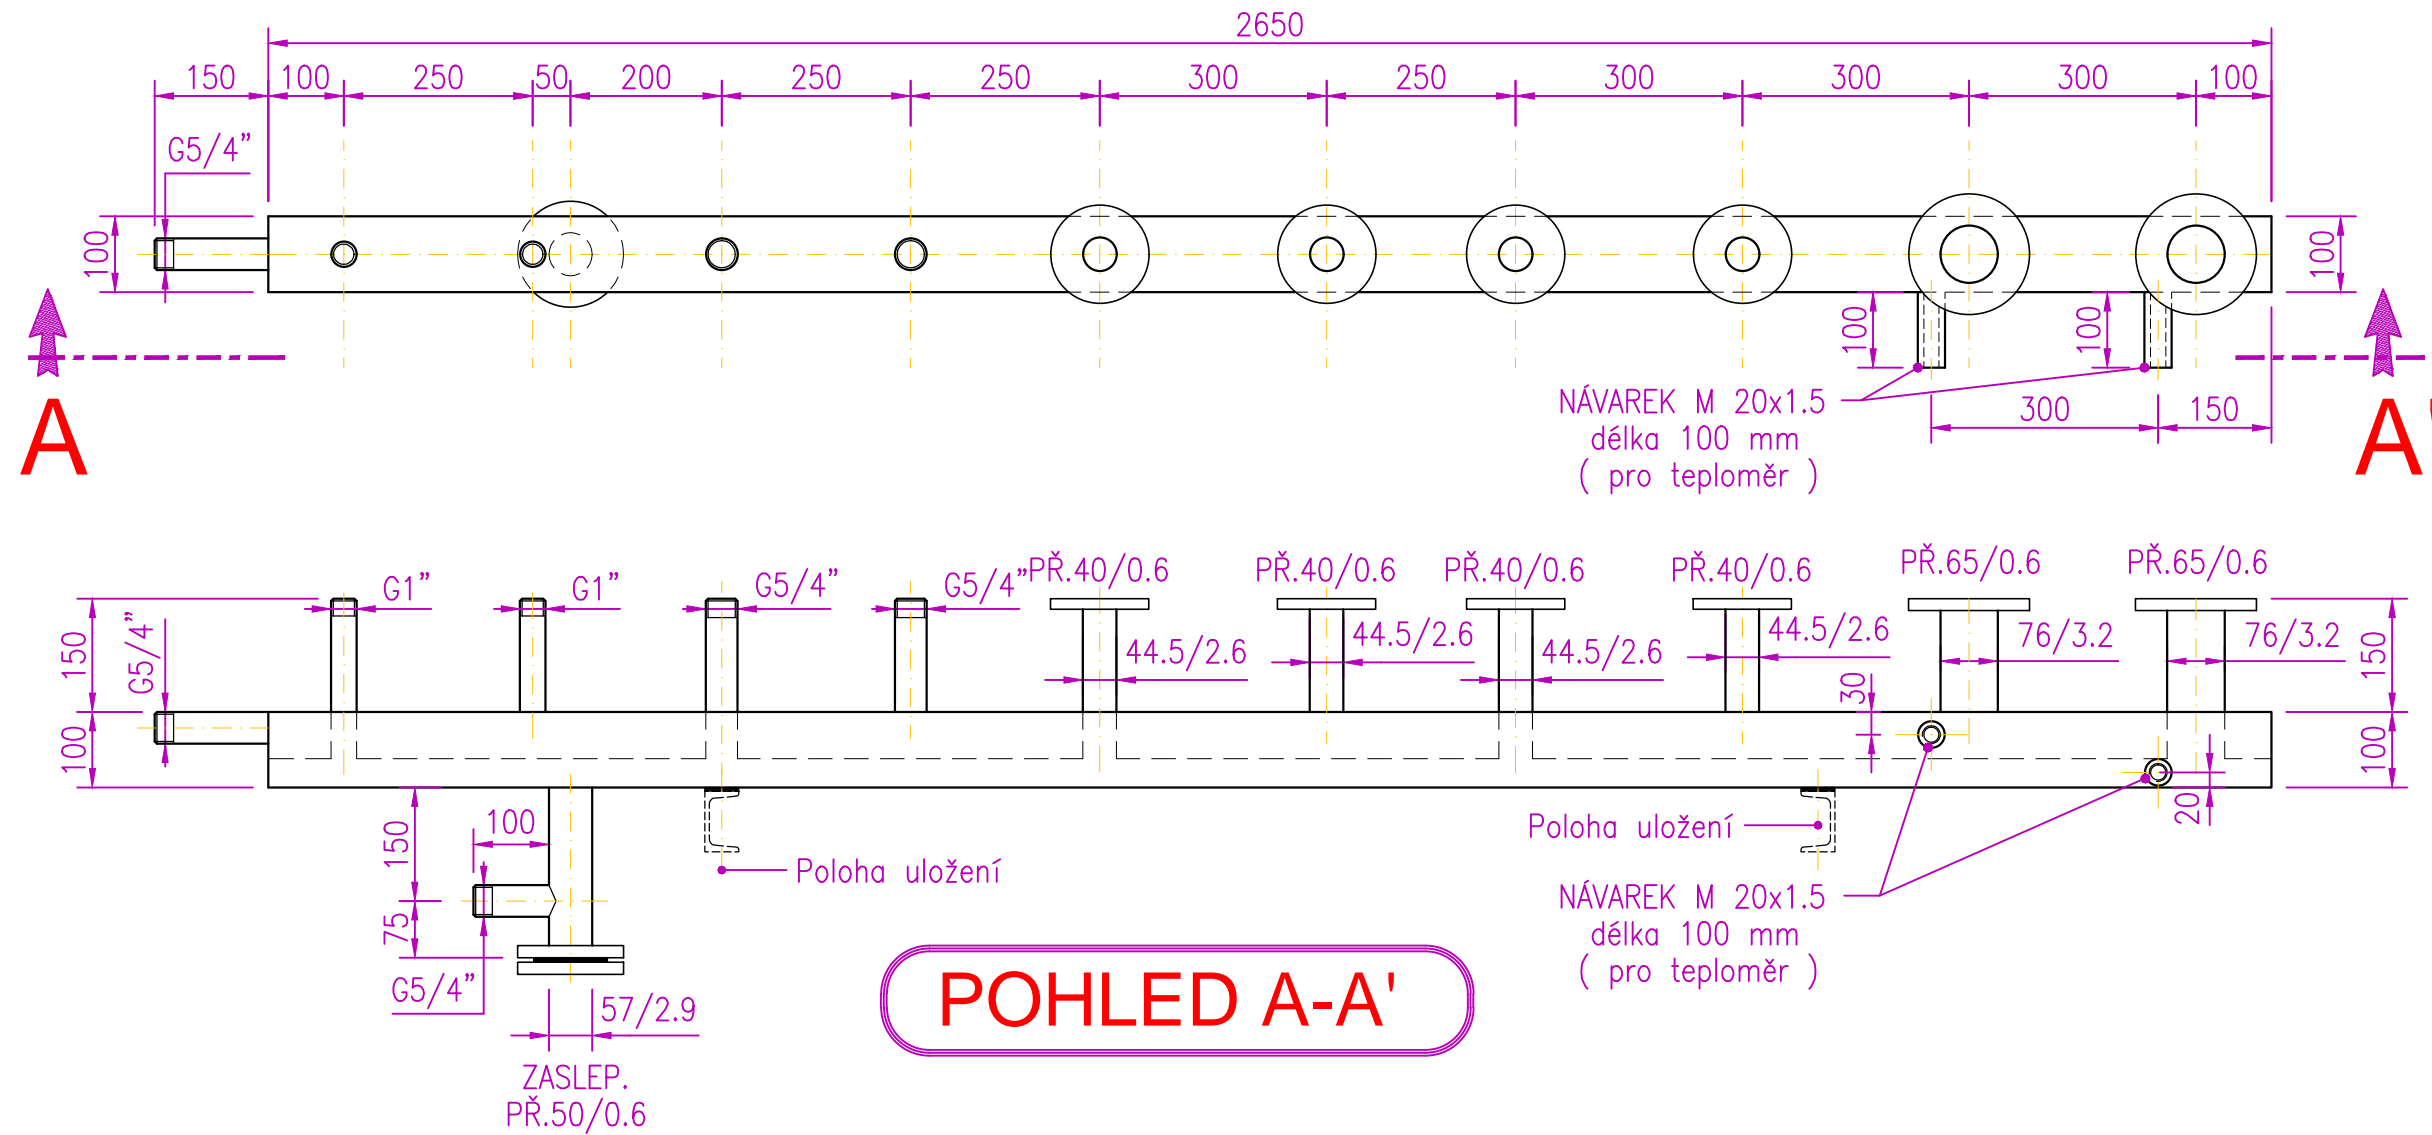 2650
150 100 250 50 200 250 250 300 250 300 300 300 100
G5/4"
100
100
100
100
A
A'
NÁVAREK M 20x1.5
délka 100 mm
( pro teploměr )
300 150
G1" G1" G5/4" G5/4" PŘ.40/0.6 PŘ.40/0.6 PŘ.40/0.6 PŘ.40/0.6 PŘ.65/0.6 PŘ.65/0.6
150
G5/4"
100
44.5/2.6 44.5/2.6 44.5/2.6 44.5/2.6 76/3.2 76/3.2
30
150
100
20
150
100
75
G5/4"
57/2.9
ZASLEP.
PŘ.50/0.6
Poloha uložení
Poloha uložení
NÁVAREK M 20x1.5
délka 100 mm
( pro teploměr )
POHLED A-A'